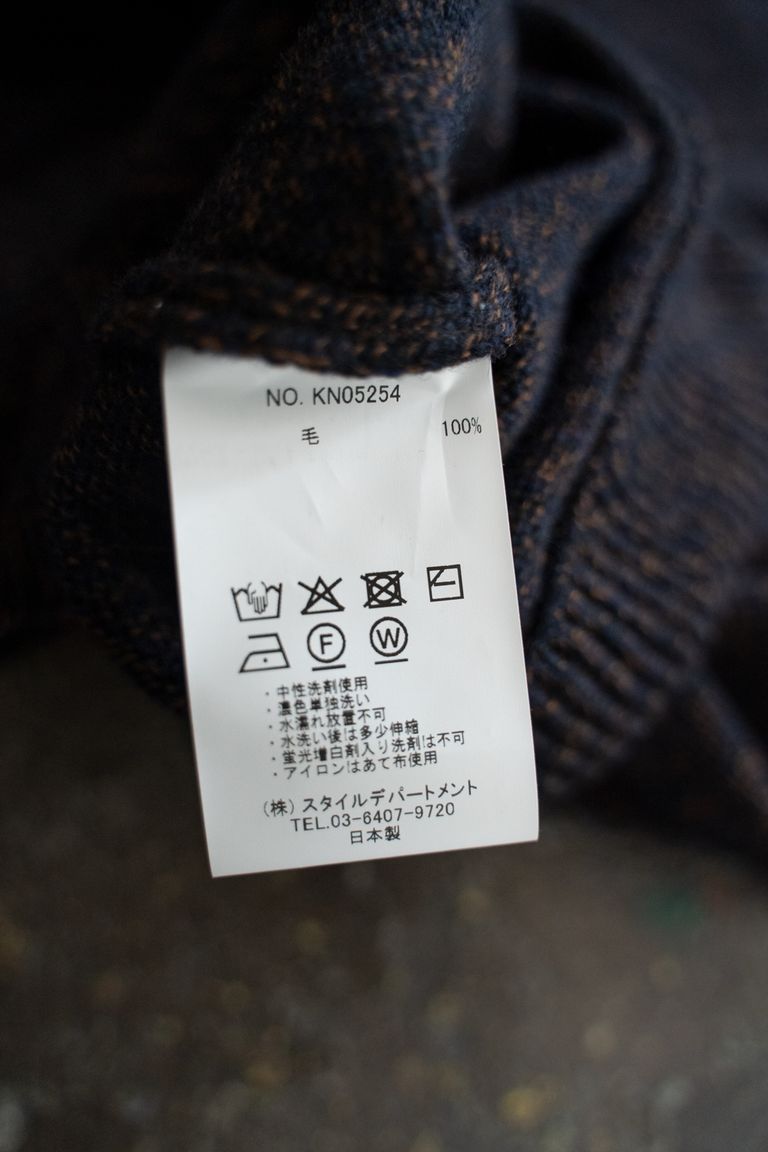 NO. KN05254
毛 100%
F W
・中性洗剤使用
・濃色単独洗い
・水濡れ放置不可
・水洗い後は多少伸縮
・蛍光増白剤入り洗剤は不可
・アイロンはあて布使用
(株) スタイルデパートメント
TEL.03-6407-9720
日本製